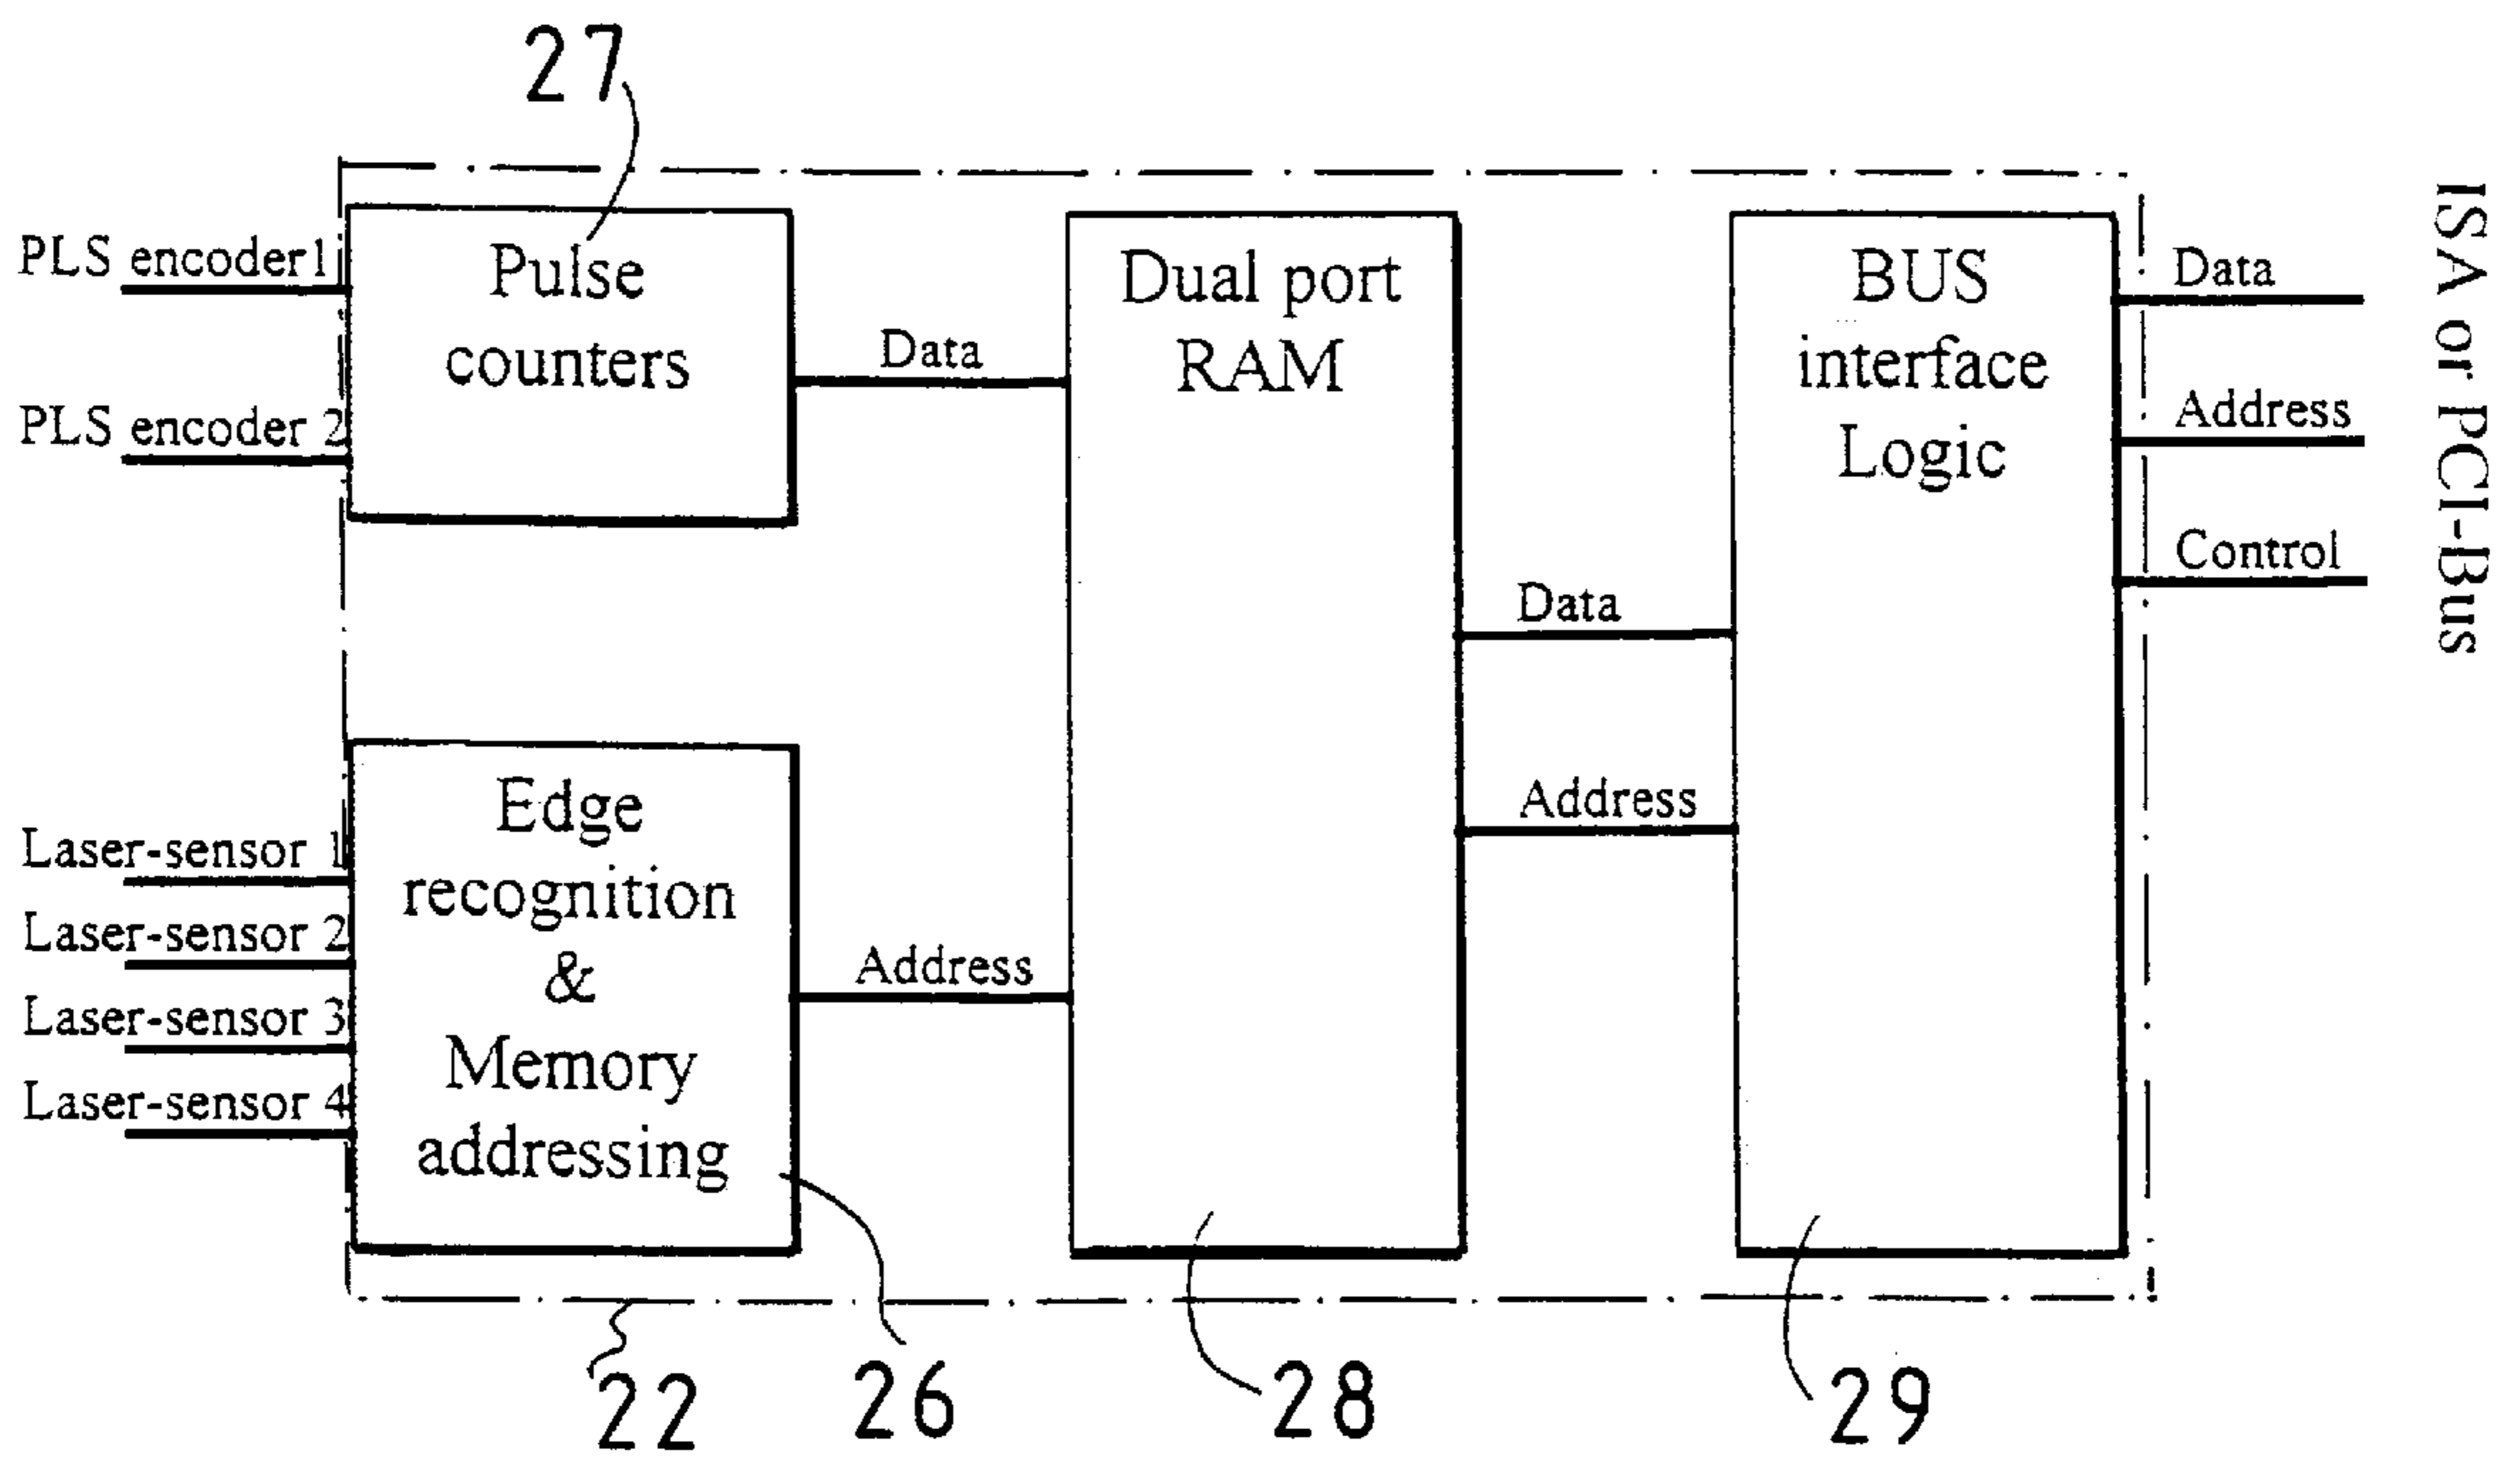 27
PLS encoder1
PLS encoder 2
Pulse
counters
Data
Dual port
RAM
BUS
interface
Logic
Data
Address
Control
ISA or PCI-Bus
Data
Address
Laser-sensor 1
Laser-sensor 2
Laser-sensor 3
Laser-sensor 4
Edge
recognition
&
Memory
addressing
Address
22
26
28
29